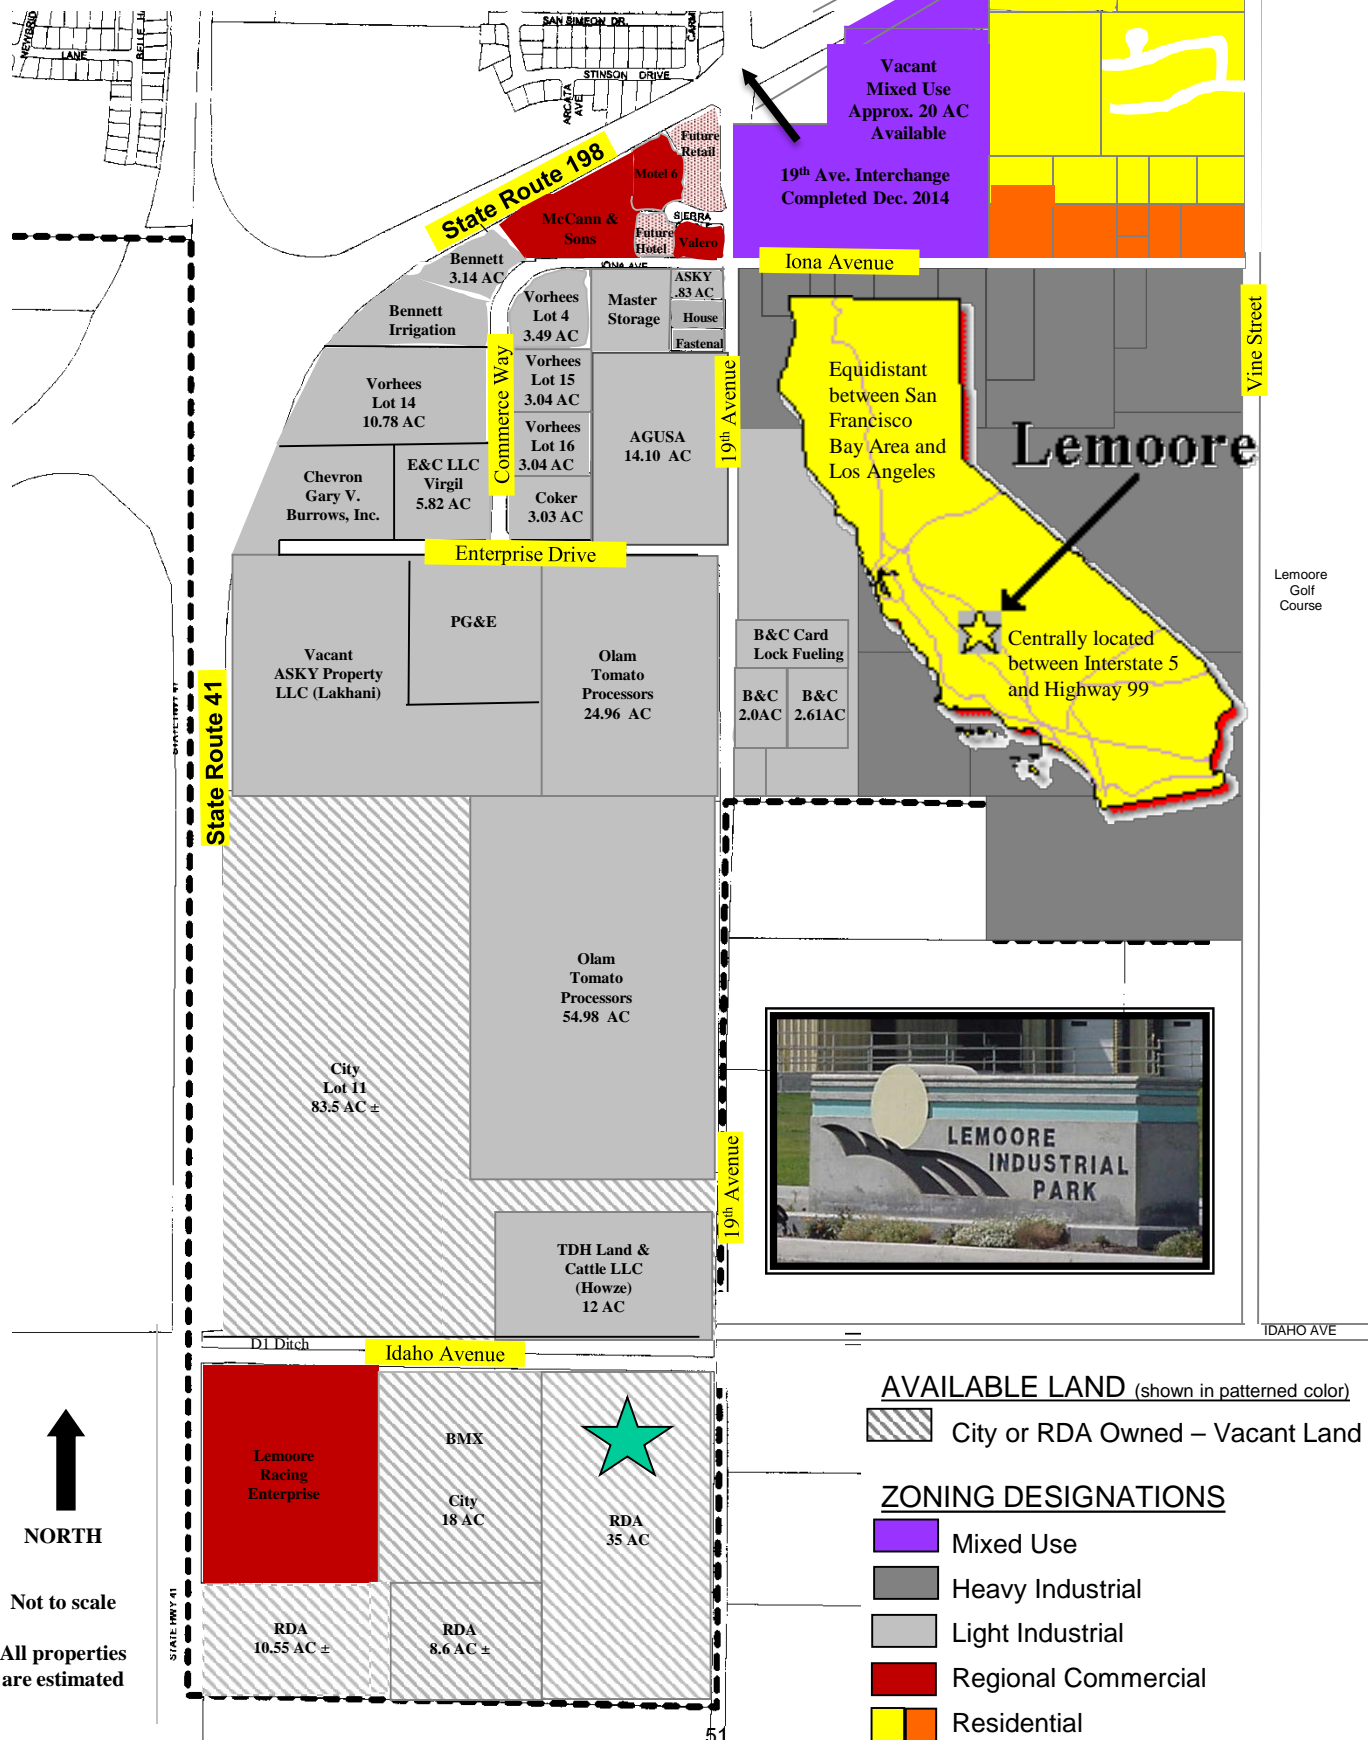 NEWBRID
LANE
BELLE H
SAN SIMEON DR.
CARM
STINSON DRIVE
ARCATA
AVE
Vacant
Mixed Use
Approx. 20 AC
Available
19th Ave. Interchange
Completed Dec. 2014
State Route 198
Future
Retail
Motel 6
McCann &
Sons
SIERRA
Future
Hotel
Valero
IONA AVE
Iona Avenue
Bennett
3.14 AC
Bennett
Irrigation
Vorhees
Lot 4
3.49 AC
Master
Storage
ASKY
.83 AC
House
Fastenal
Vorhees
Lot 14
10.78 AC
Commerce Way
Vorhees
Lot 15
3.04 AC
Vorhees
Lot 16
3.04 AC
AGUSA
14.10 AC
19th Avenue
Vine Street
Chevron
Gary V.
Burrows, Inc.
E&C LLC
Virgil
5.82 AC
Coker
3.03 AC
Enterprise Drive
Equidistant
between San
Francisco
Bay Area and
Los Angeles
Lemoore
Centrally located
between Interstate 5
and Highway 99
Lemoore
Golf
Course
PG&E
Vacant
ASKY Property
LLC (Lakhani)
Olam
Tomato
Processors
24.96 AC
B&C Card
Lock Fueling
B&C
2.0AC
B&C
2.61AC
STATE HWY 41
State Route 41
Olam
Tomato
Processors
54.98 AC
City
Lot 11
83.5 AC ±
19th Avenue
LEMOORE
INDUSTRIAL
PARK
TDH Land &
Cattle LLC
(Howze)
12 AC
D1 Ditch
Idaho Avenue
IDAHO AVE
Lemoore
Racing
Enterprise
BMX
City
18 AC
RDA
35 AC
RDA
10.55 AC ±
RDA
8.6 AC ±
NORTH
Not to scale
All properties
are estimated
STATE HWY 41
AVAILABLE LAND (shown in patterned color)
City or RDA Owned – Vacant Land
ZONING DESIGNATIONS
Mixed Use
Heavy Industrial
Light Industrial
Regional Commercial
Residential
51